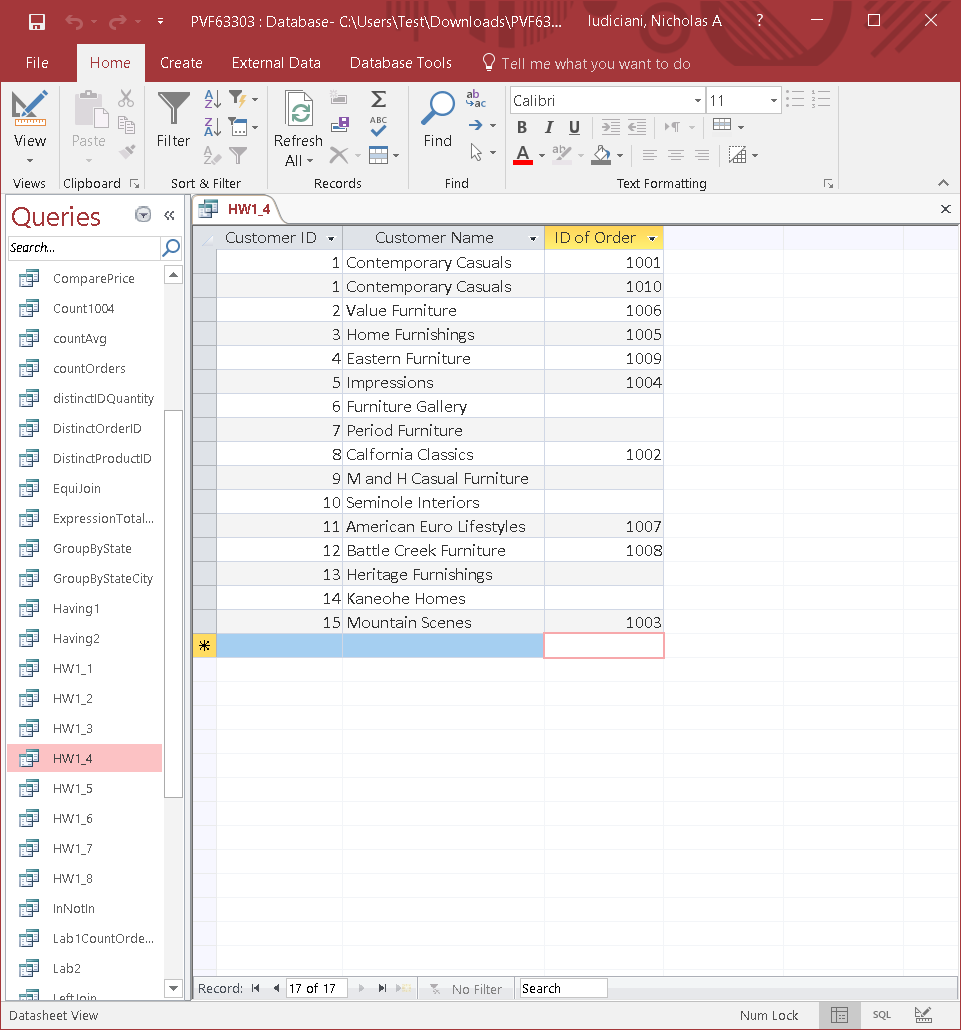 PVF63303 : Database- C:\Users\Test\Downloads\PVF63... Iudiciani, Nicholas A ?
File Home Create External Data Database Tools Tell me what you want to do
View
Paste
Filter
Refresh
All
ABC
Find
ab
ac
Calibri 11
B I U
A ab
Views Clipboard Sort & Filter Records Find Text Formatting
Queries
Search...
ComparePrice
Count1004
countAvg
countOrders
distinctIDQuantity
DistinctOrderID
DistinctProductID
EquiJoin
ExpressionTotal...
GroupByState
GroupByStateCity
Having1
Having2
HW1_1
HW1_2
HW1_3
HW1_4
HW1_5
HW1_6
HW1_7
HW1_8
InNotIn
Lab1CountOrde...
Lab2
LeftJoin
HW1_4
Customer ID Customer Name ID of Order
1 Contemporary Casuals 1001
1 Contemporary Casuals 1010
2 Value Furniture 1006
3 Home Furnishings 1005
4 Eastern Furniture 1009
5 Impressions 1004
6 Furniture Gallery
7 Period Furniture
8 Calfornia Classics 1002
9 M and H Casual Furniture
10 Seminole Interiors
11 American Euro Lifestyles 1007
12 Battle Creek Furniture 1008
13 Heritage Furnishings
14 Kaneohe Homes
15 Mountain Scenes 1003
Record: 17 of 17 No Filter Search
Datasheet View Num Lock SQL